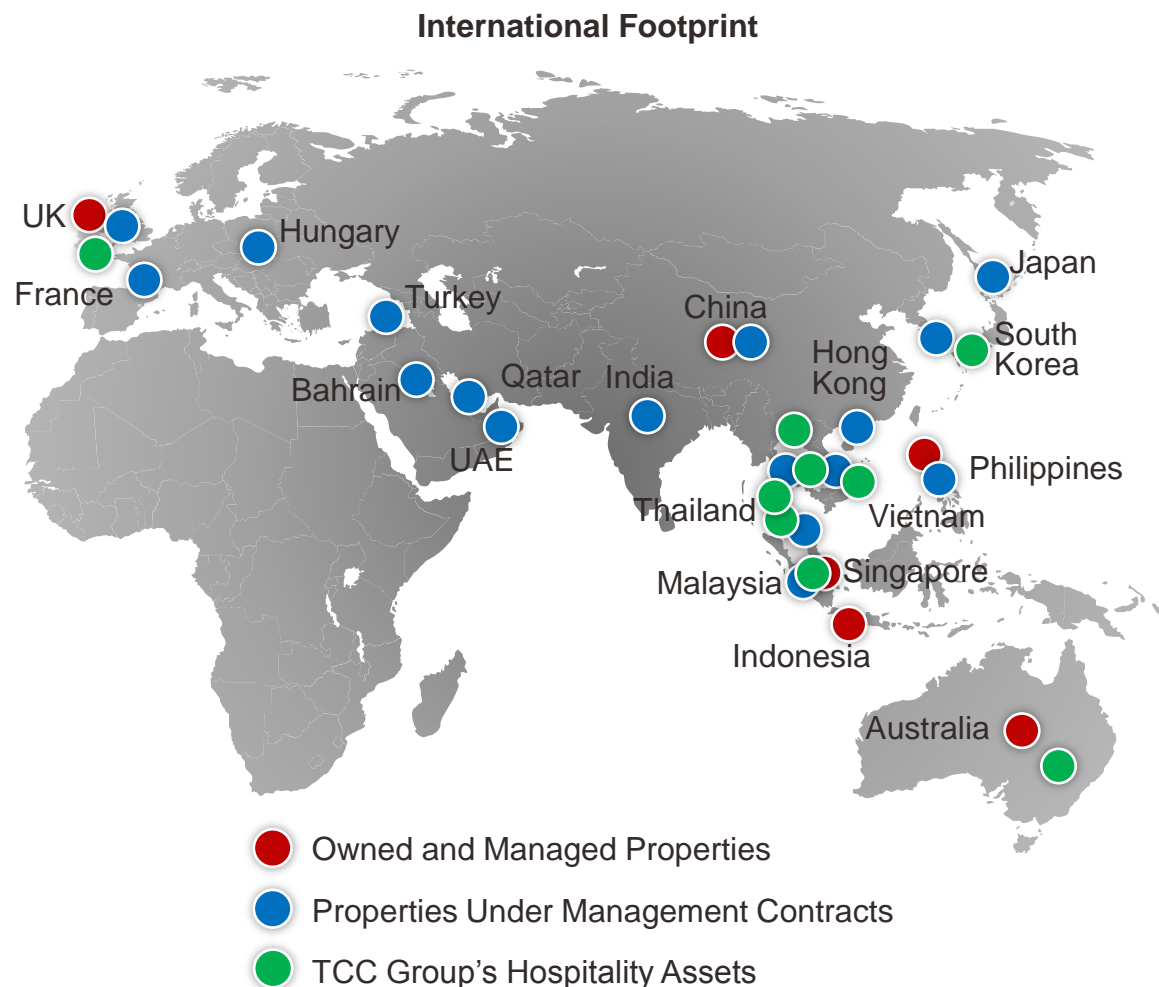 International Footprint
UK
Hungary
France
Turkey
Japan
China
South
Korea
Hong
Kong
Bahrain
Qatar
India
UAE
Philippines
Thailand
Vietnam
Malaysia
Singapore
Indonesia
Australia
Owned and Managed Properties
Properties Under Management Contracts
TCC Group's Hospitality Assets